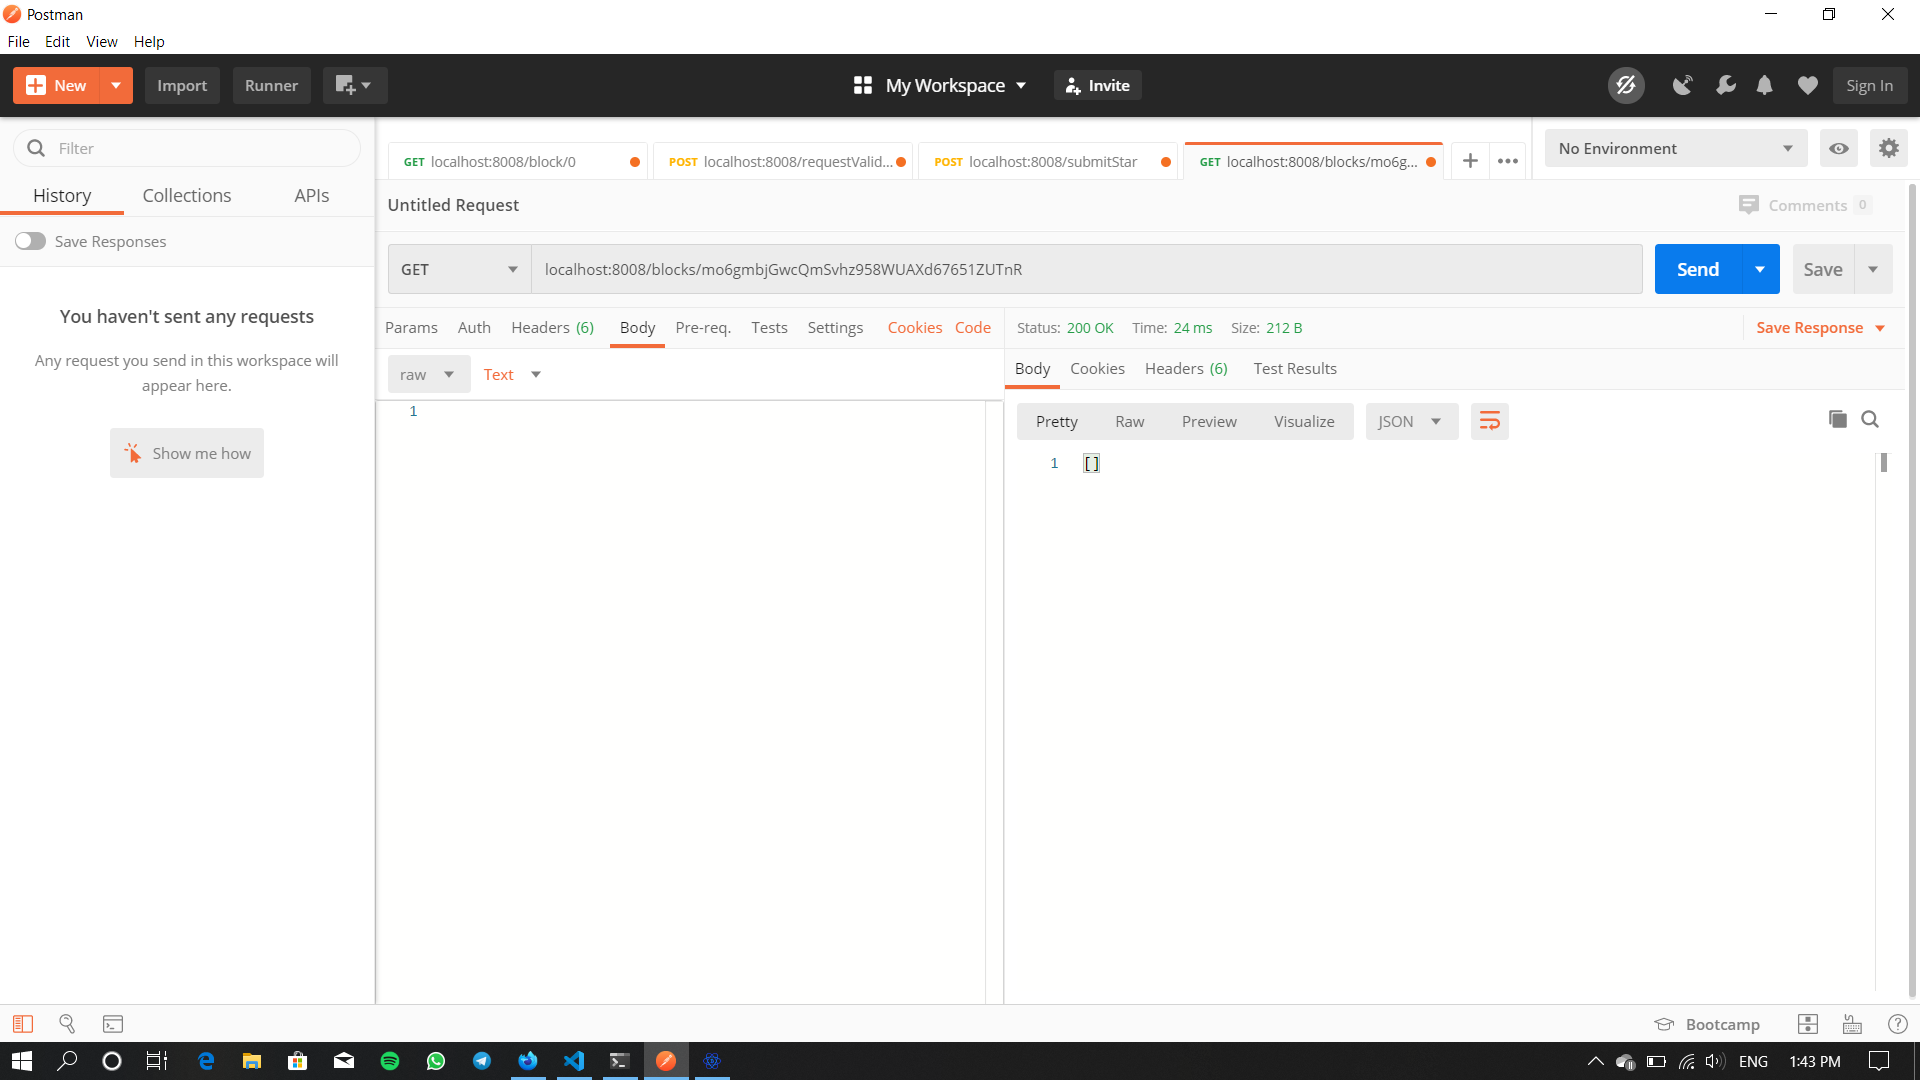 Postman
File Edit View Help
New Import Runner My Workspace Invite Sign In
Filter
History Collections APIs
Save Responses
You haven't sent any requests
Any request you send in this workspace will
appear here.
Show me how
GET localhost:8008/block/0 POST localhost:8008/requestValid... POST localhost:8008/submitStar GET localhost:8008/blocks/mo6g... No Environment
Untitled Request Comments 0
GET localhost:8008/blocks/mo6gmbjGwcQmSvhz958WUAXd67651ZUTnR Send Save
Params Auth Headers (6) Body Pre-req. Tests Settings Cookies Code
raw Text
1
Status: 200 OK Time: 24 ms Size: 212 B Save Response
Body Cookies Headers (6) Test Results
Pretty Raw Preview Visualize JSON
1 []
Bootcamp
ENG 1:43 PM